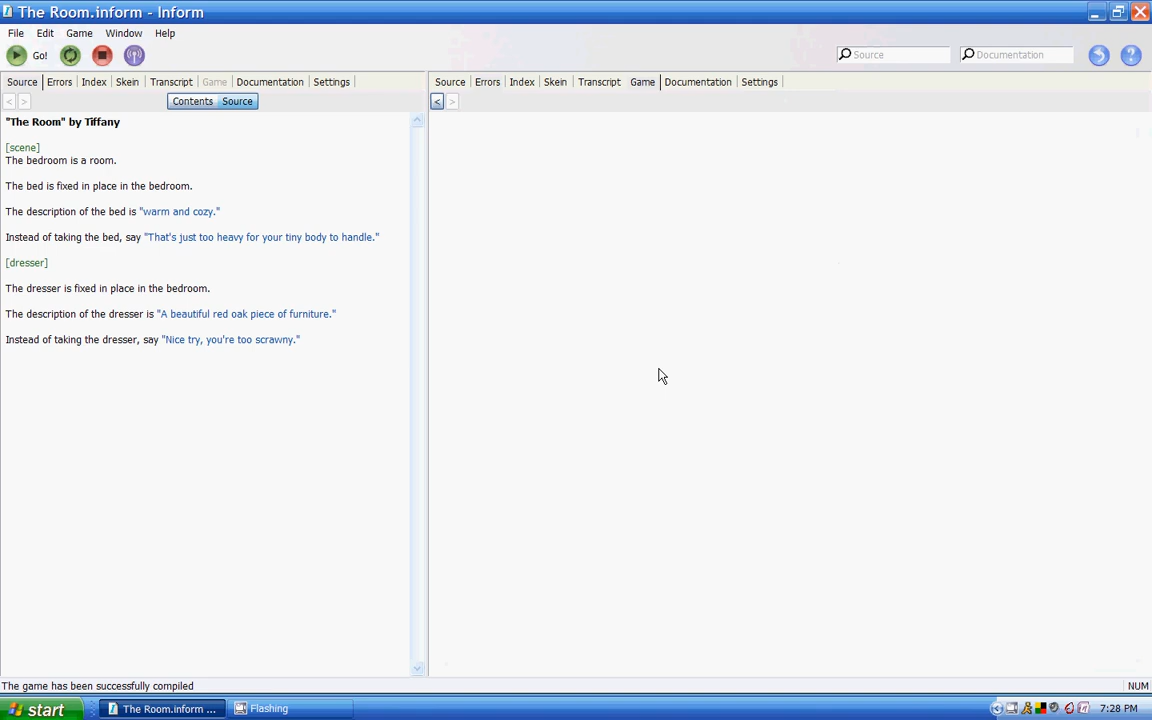 The Room.inform - Inform
File Edit Game Window Help
Go! Source Documentation
Source Errors Index Skein Transcript Game Documentation Settings
Source Errors Index Skein Transcript Game Documentation Settings
< > Contents Source < >
"The Room" by Tiffany
[scene]
The bedroom is a room.
The bed is fixed in place in the bedroom.
The description of the bed is "warm and cozy."
Instead of taking the bed, say "That's just too heavy for your tiny body to handle."
[dresser]
The dresser is fixed in place in the bedroom.
The description of the dresser is "A beautiful red oak piece of furniture."
Instead of taking the dresser, say "Nice try, you're too scrawny."
The game has been successfully compiled NUM
start The Room.inform ... Flashing 7:28 PM